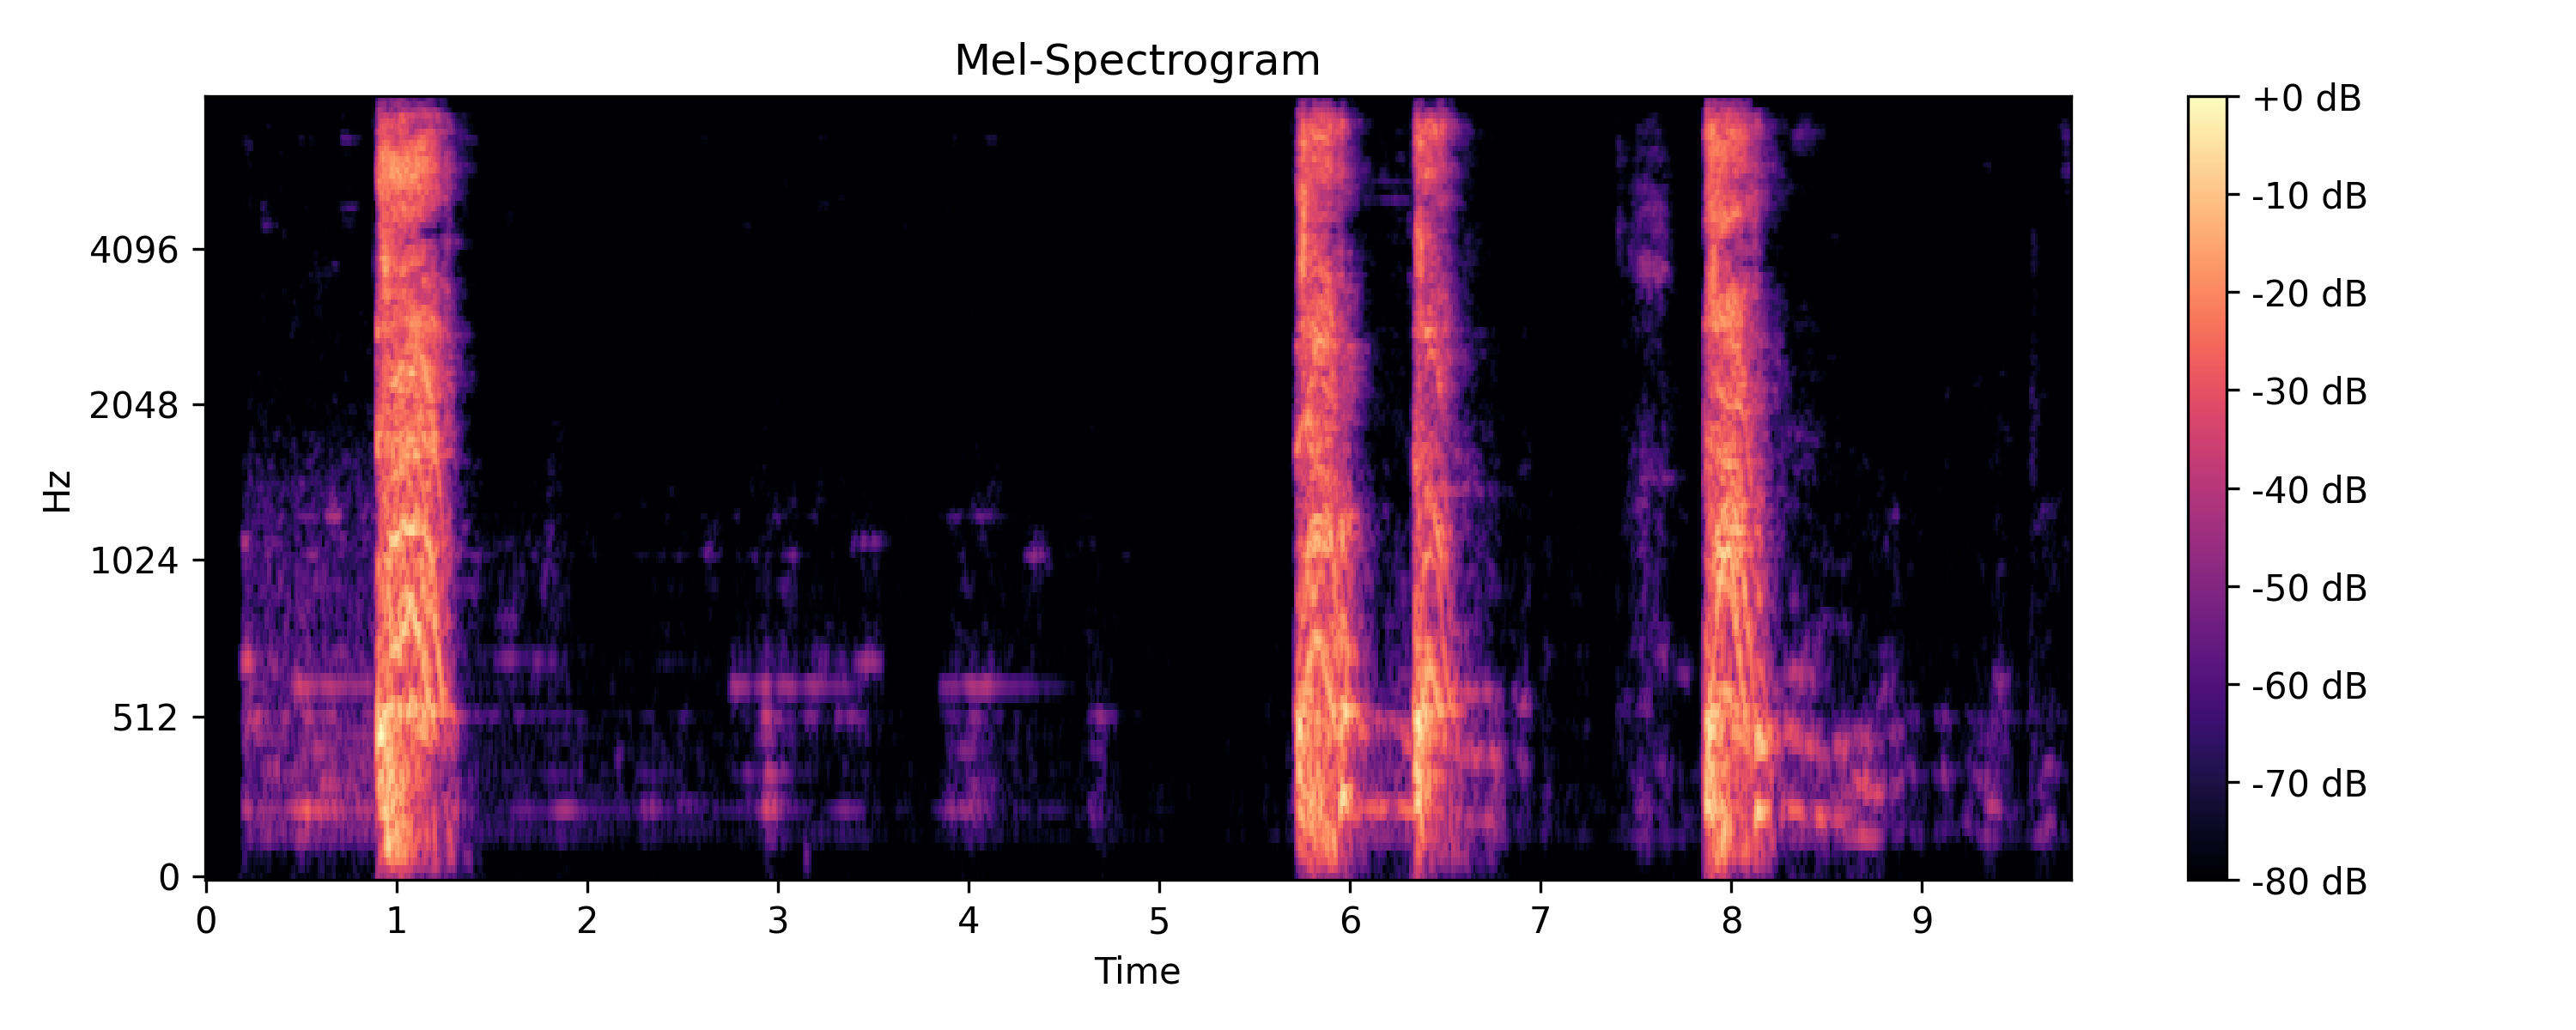 Mel-Spectrogram
+0 dB
-10 dB
-20 dB
-30 dB
-40 dB
-50 dB
-60 dB
-70 dB
-80 dB
Hz
4096
2048
1024
512
0
0 1 2 3 4 5 6 7 8 9
Time